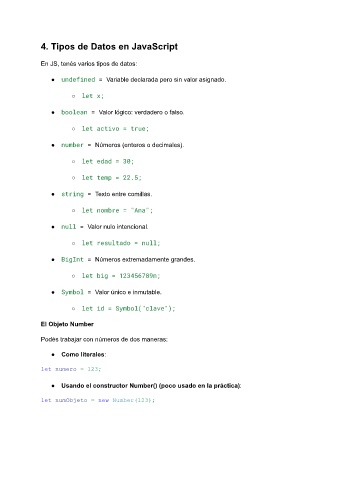 4. Tipos de Datos en JavaScript
En JS, tenés varios tipos de datos:
● undefined = Variable declarada pero sin valor asignado.
○ let x;
● boolean = Valor lógico: verdadero o falso.
○ let activo = true;
● number = Números (enteros o decimales).
○ let edad = 30;
○ let temp = 22.5;
● string = Texto entre comillas.
○ let nombre = "Ana";
● null = Valor nulo intencional.
○ let resultado = null;
● BigInt = Números extremadamente grandes.
○ let big = 123456789n;
● Symbol = Valor único e inmutable.
○ let id = Symbol("clave");
El Objeto Number
Podés trabajar con números de dos maneras:
● Como literales:
let numero = 123;
● Usando el constructor Number() (poco usado en la práctica):
let numObjeto = new Number(123);